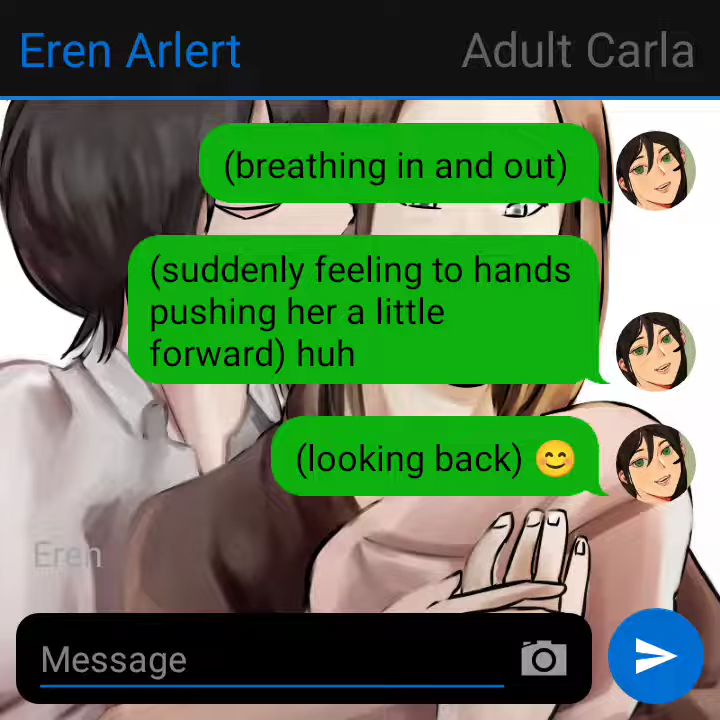 Eren Arlert Adult Carla
(breathing in and out)
(suddenly feeling to hands
pushing her a little
forward) huh
(looking back) 😊
Eren
Message